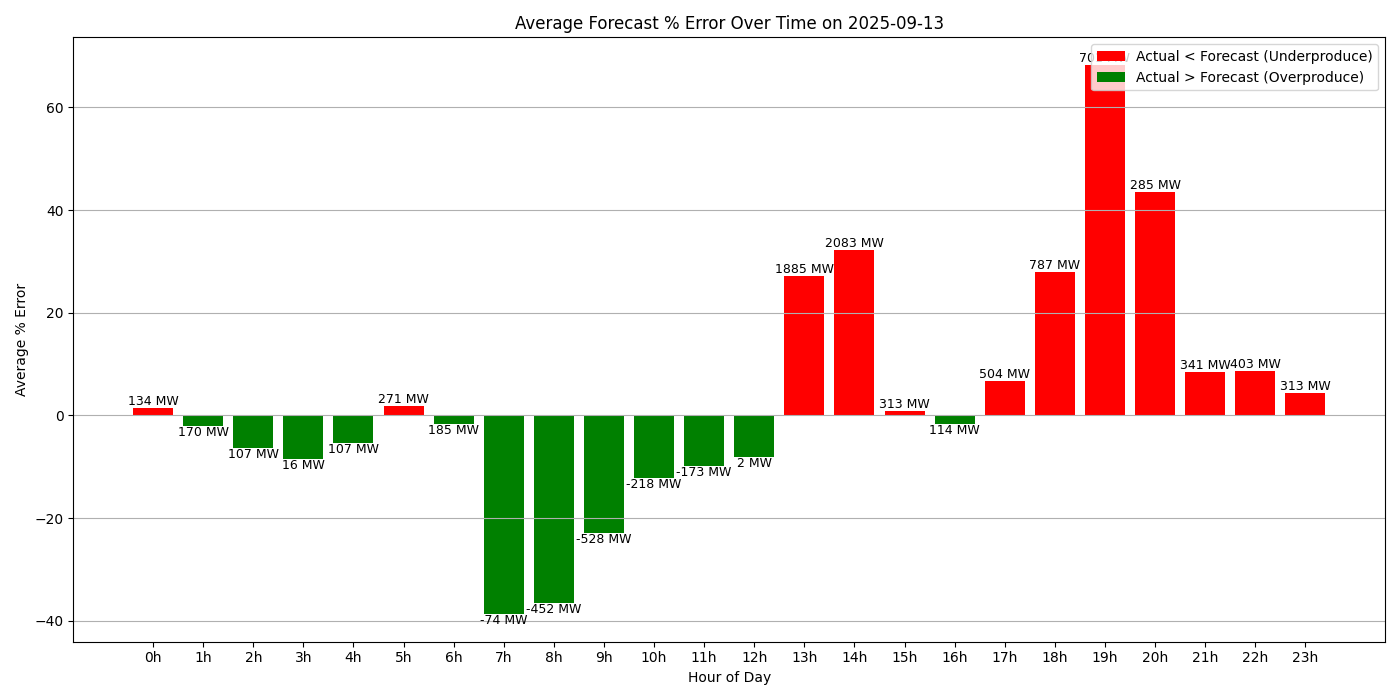 Average Forecast % Error Over Time on 2025-09-13
Actual < Forecast (Underproduce)
Actual > Forecast (Overproduce)
Average % Error
60
40
20
0
−20
−40
134 MW
170 MW
107 MW
16 MW
107 MW
271 MW
185 MW
-74 MW
-452 MW
-528 MW
-218 MW
-173 MW
2 MW
1885 MW
2083 MW
313 MW
114 MW
504 MW
787 MW
285 MW
341 MW
403 MW
313 MW
0h 1h 2h 3h 4h 5h 6h 7h 8h 9h 10h 11h 12h 13h 14h 15h 16h 17h 18h 19h 20h 21h 22h 23h
Hour of Day